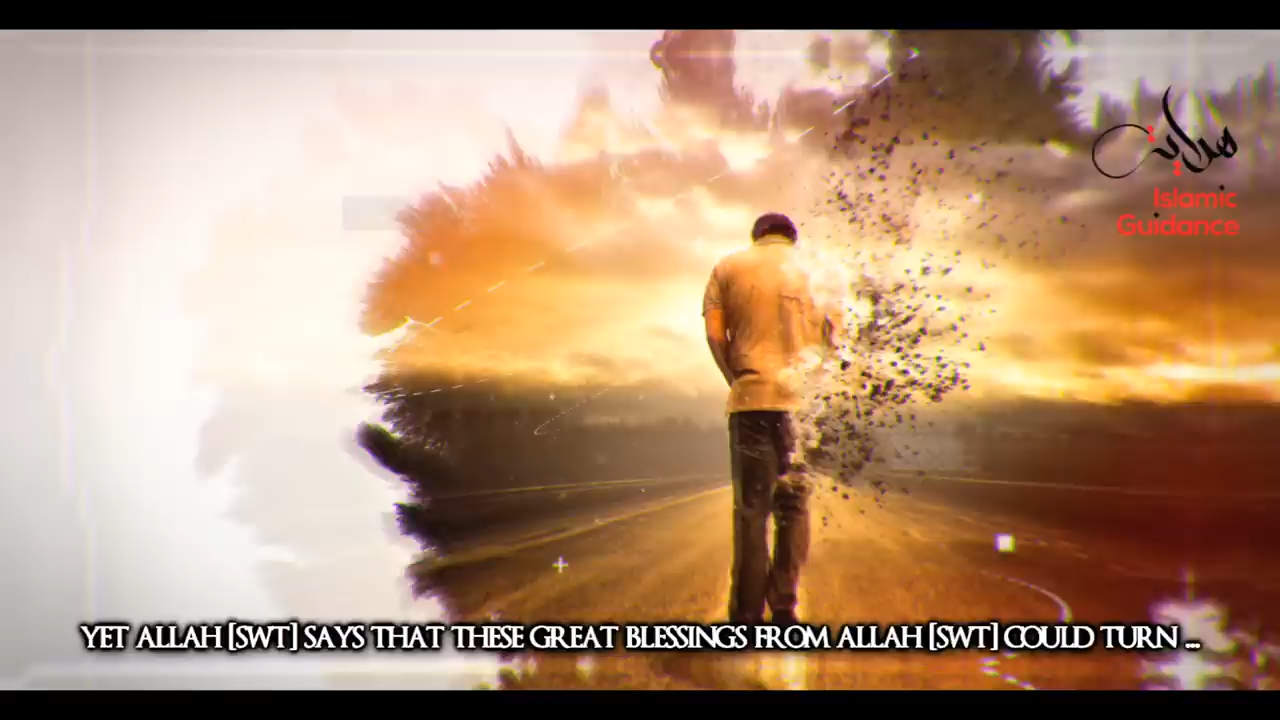 هداية
Islamic
Guidance
YET ALLAH [SWT] SAYS THAT THESE GREAT BLESSINGS FROM ALLAH [SWT] COULD TURN ...